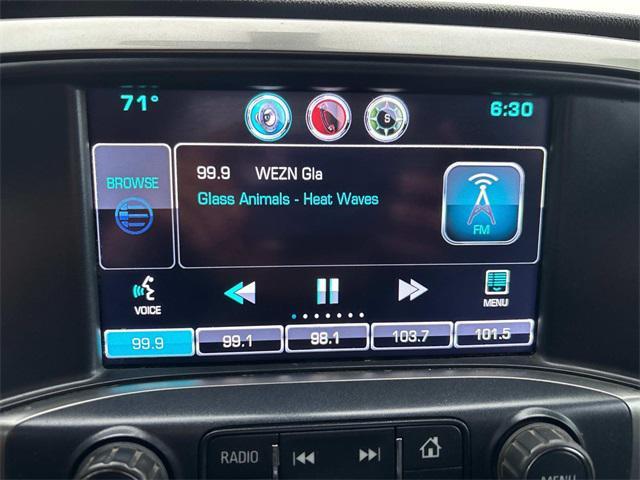 71° 6:30
S
BROWSE
99.9 WEZN Gla
Glass Animals - Heat Waves
FM
VOICE
MENU
99.9 99.1 98.1 103.7 101.5
RADIO
MENU